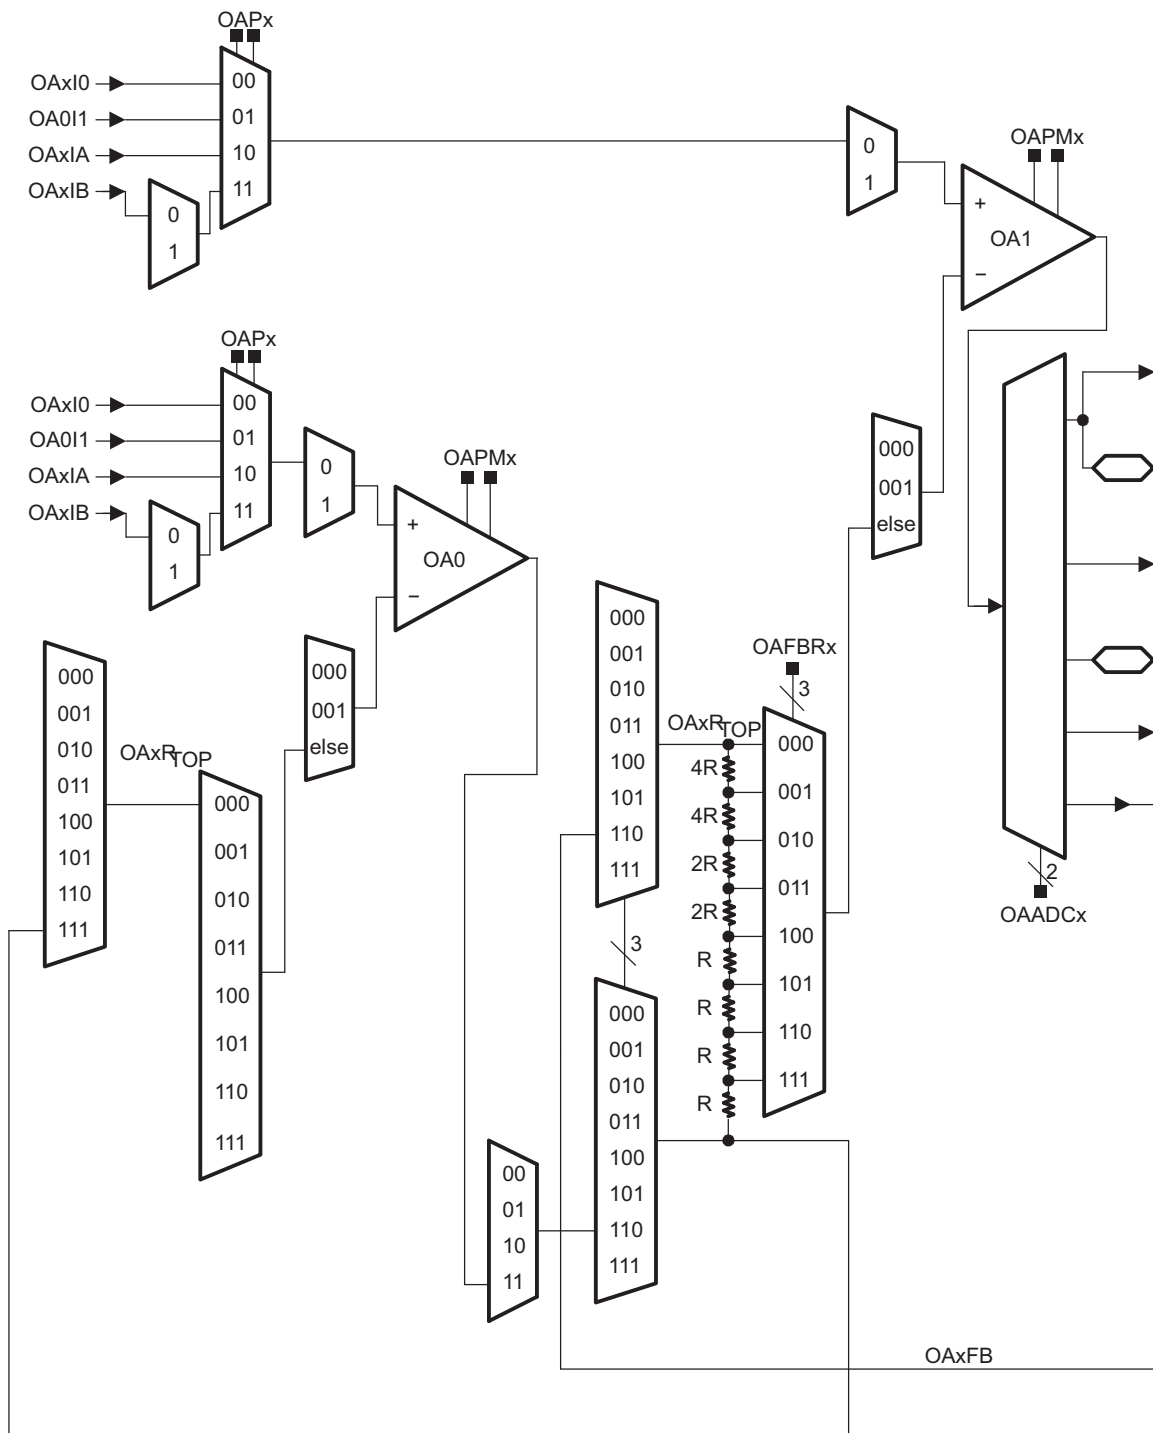 OAPx
OAxI0
00
OA0I1
01
OAxIA
10
OAxIB
11
0
1
0
1
OAPMx
+
OA1
−
OAPx
OAxI0
00
OA0I1
01
OAxIA
10
OAxIB
11
0
1
0
1
OAPMx
+
OA0
−
000
001
else
000
001
else
000
001
010
011
100
101
110
111
OAxRTOP
000
001
010
011
100
101
110
111
000
001
010
011
100
101
110
111
3
OAxRTOP
4R
4R
2R
2R
R
R
R
R
OAFBRx
3
000
001
010
011
100
101
110
111
2
OAADCx
000
001
010
011
100
101
110
111
00
01
10
11
OAxFB